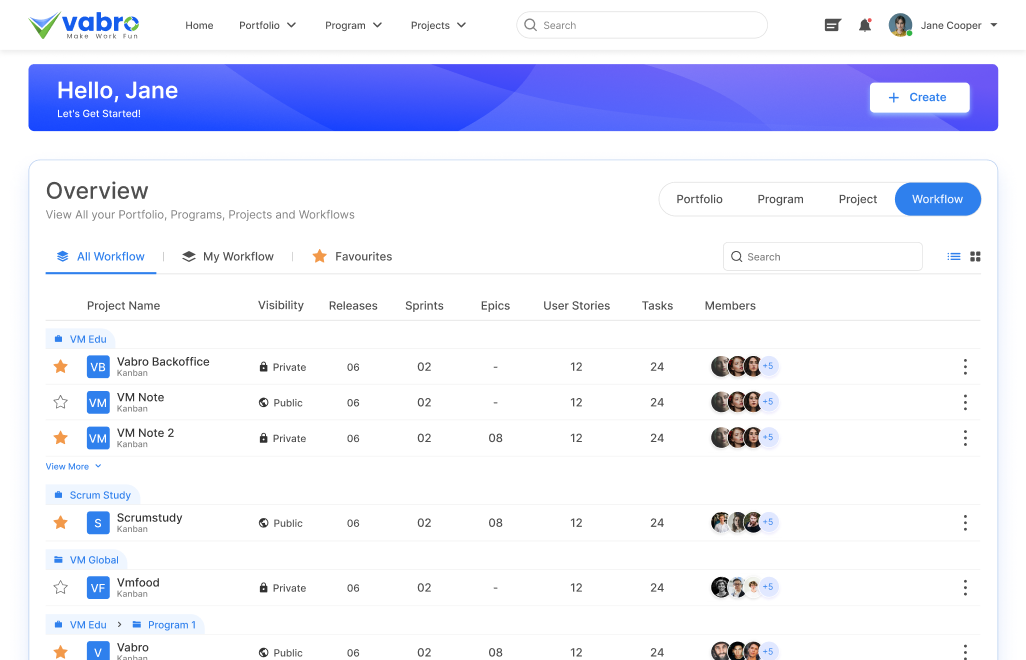 vabro
Make Work Fun
Home Portfolio Program Projects Search Jane Cooper
Hello, Jane
Let's Get Started!
+ Create
Overview
View All your Portfolio, Programs, Projects and Workflows
Portfolio Program Project Workflow
All Workflow | My Workflow | Favourites Search
Project Name Visibility Releases Sprints Epics User Stories Tasks Members
VM Edu
VB Vabro Backoffice Private 06 02 - 12 24 +5
Kanban
VM VM Note Public 06 02 - 12 24 +5
Kanban
VM VM Note 2 Private 06 02 08 12 24 +5
Kanban
View More
Scrum Study
S Scrumstudy Public 06 02 08 12 24 +5
Kanban
VM Global
VF Vmfood Private 06 02 - 12 24 +5
Kanban
VM Edu > Program 1
V Vabro Public 06 02 08 12 24 +5
Kanban